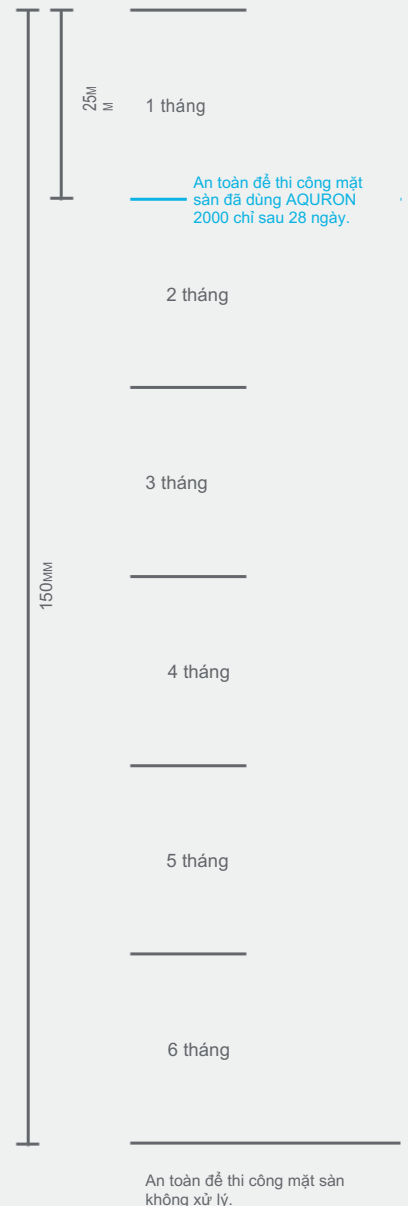 25M
M
1 tháng
An toàn để thi công mặt
sàn đã dùng AQURON
2000 chỉ sau 28 ngày.
2 tháng
3 tháng
150MM
4 tháng
5 tháng
6 tháng
An toàn để thi công mặt sàn
không xử lý.